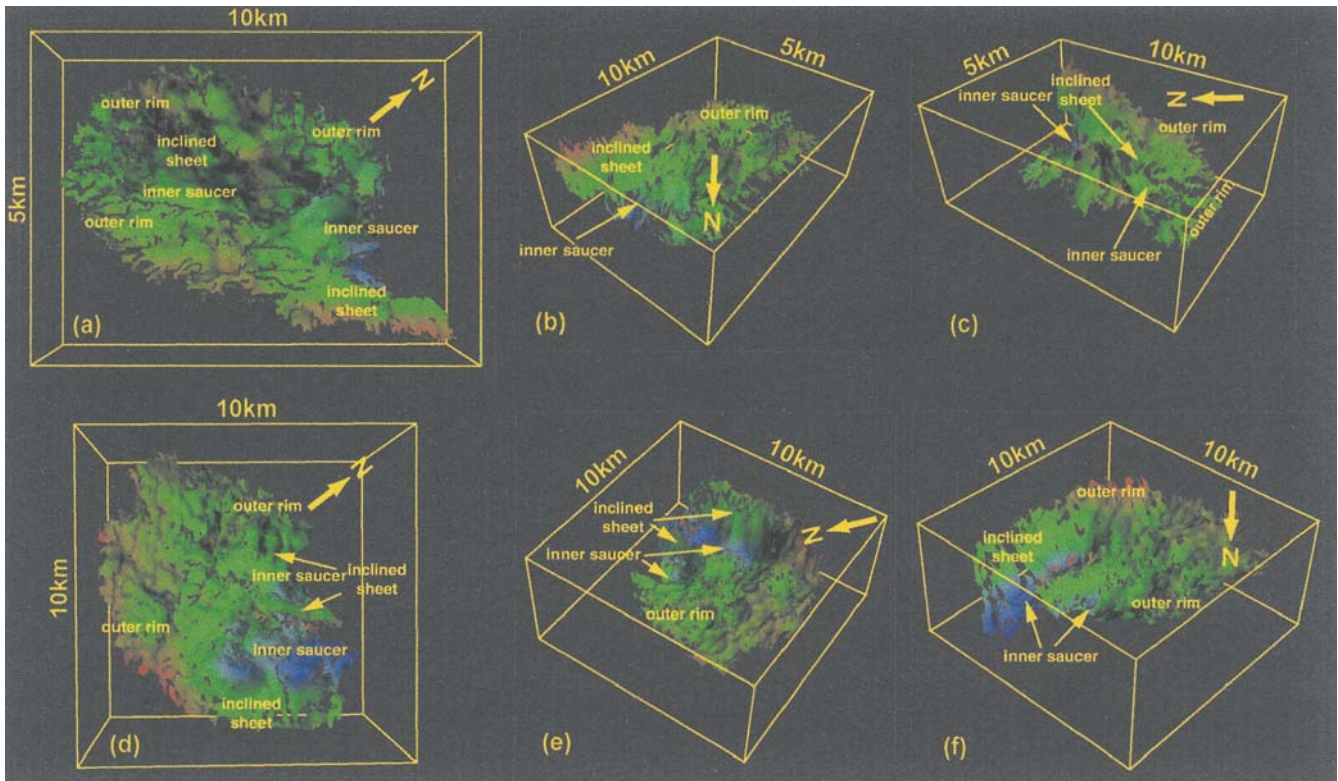 10km
5km
N
outer rim
outer rim
inclined
sheet
inner saucer
outer rim
inner saucer
inclined
sheet
(a)
10km
5km
outer rim
inclined
sheet
N
inner saucer
(b)
5km
10km
inclined
sheet
inner saucer
N
outer rim
outer rim
inner saucer
(c)
10km
10km
N
outer rim
inner saucer
inclined
sheet
outer rim
inner saucer
inclined
sheet
(d)
10km
10km
inclined
sheet
N
inner saucer
outer rim
(e)
10km
10km
outer rim
inclined
sheet
N
outer rim
inner saucer
(f)